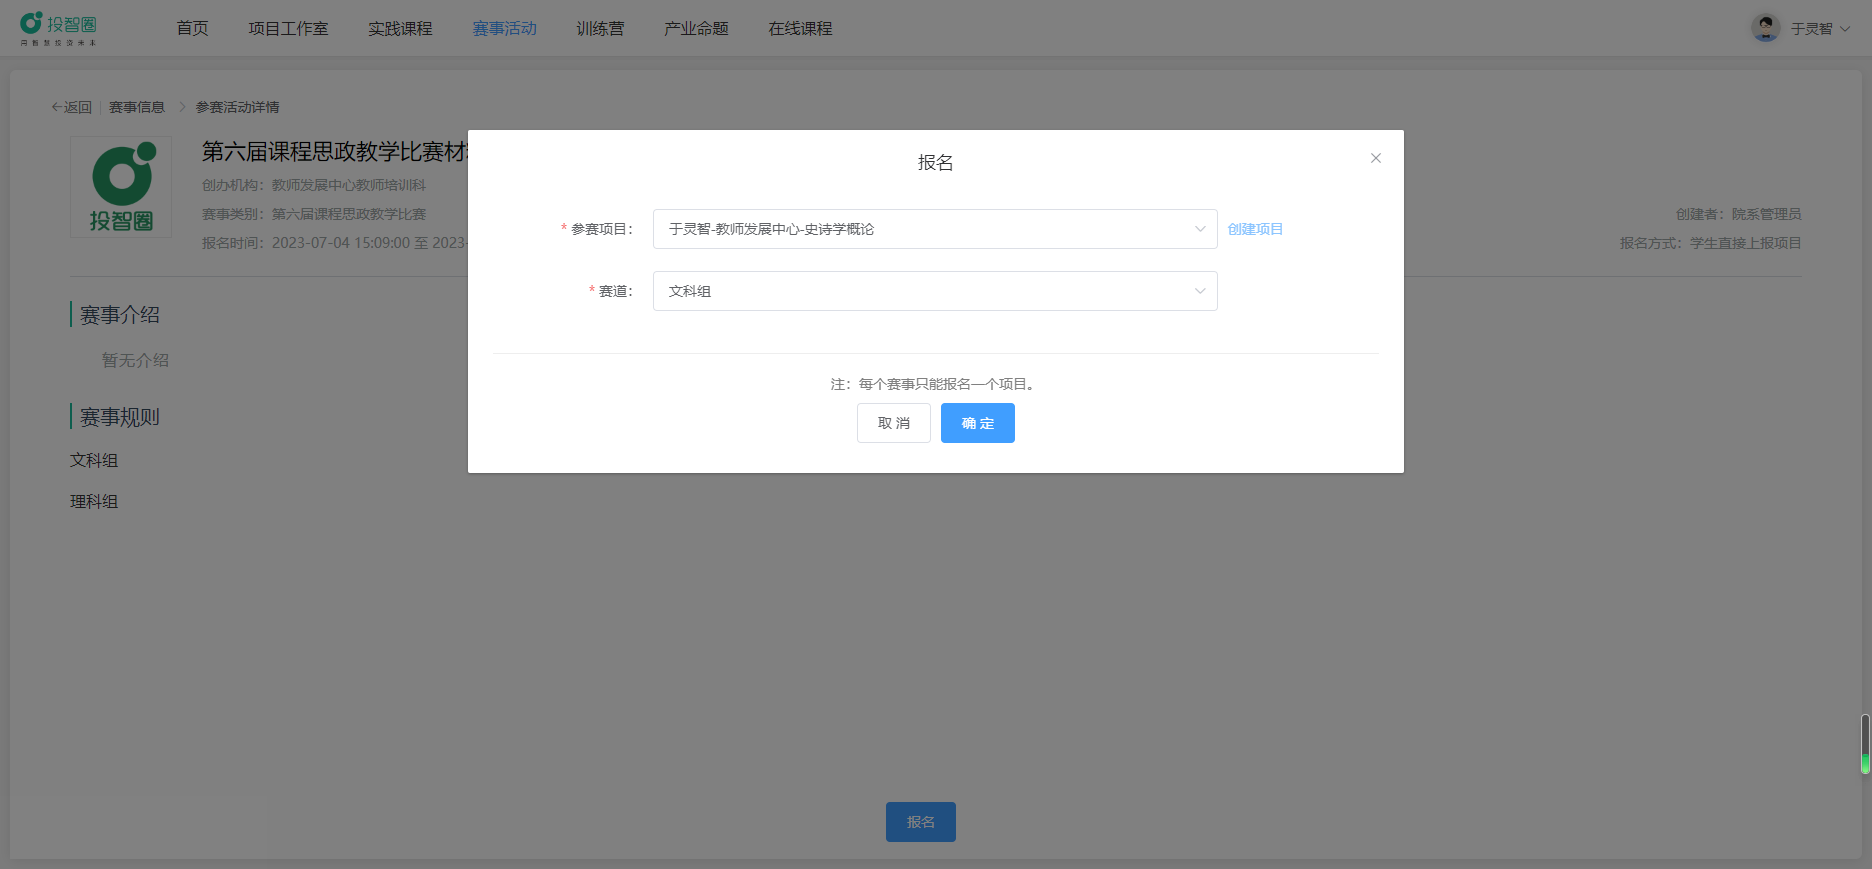 投智圈
用智慧投资未来
首页 项目工作室 实践课程 赛事活动 训练营 产业命题 在线课程
于灵智
返回 赛事信息 参赛活动详情
投智圈
第六届课程思政教学比赛材
创办机构：教师发展中心教师培训科
赛事类别：第六届课程思政教学比赛
创建者：院系管理员
报名时间：2023-07-04 15:09:00 至 2023-
报名方式：学生直接上报项目
赛事介绍
暂无介绍
赛事规则
文科组
理科组
报名
* 参赛项目： 于灵智-教师发展中心-史诗学概论 创建项目
* 赛道： 文科组
注：每个赛事只能报名一个项目。
取 消 确 定
报名